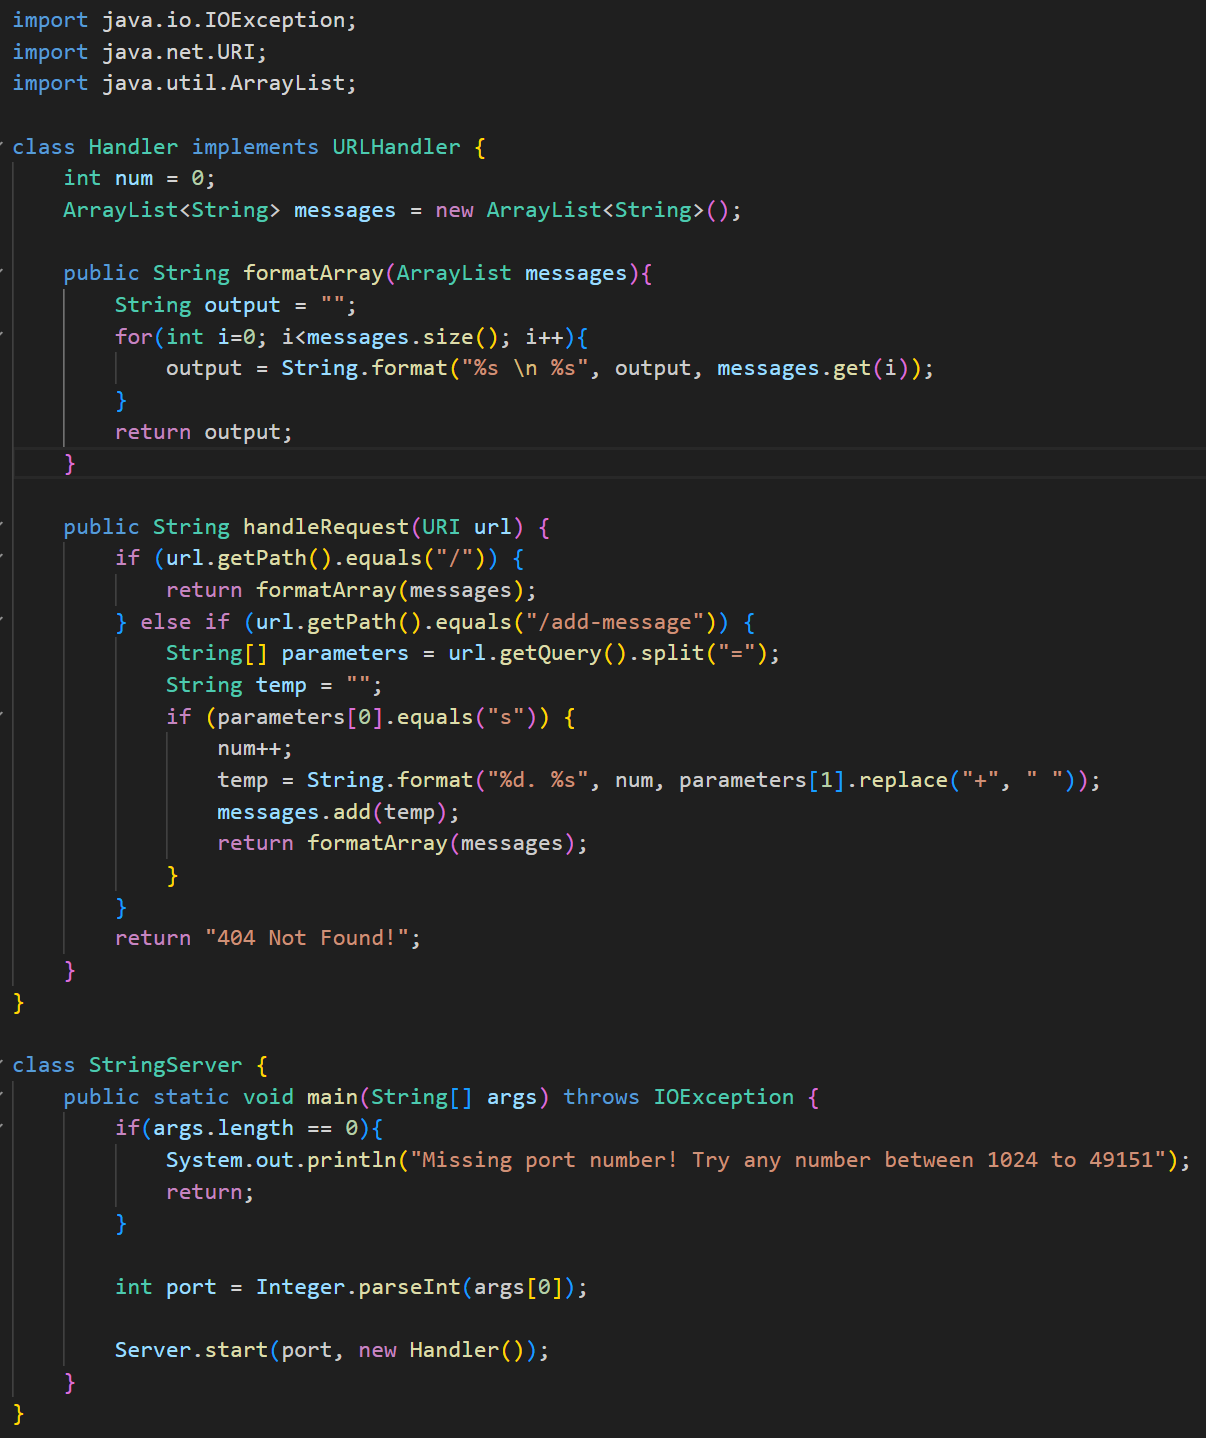 import java.io.IOException;
import java.net.URI;
import java.util.ArrayList;

class Handler implements URLHandler {
    int num = 0;
    ArrayList<String> messages = new ArrayList<String>();

    public String formatArray(ArrayList messages){
        String output = "";
        for(int i=0; i<messages.size(); i++){
            output = String.format("%s \n %s", output, messages.get(i));
        }
        return output;
    }

    public String handleRequest(URI url) {
        if (url.getPath().equals("/")) {
            return formatArray(messages);
        } else if (url.getPath().equals("/add-message")) {
            String[] parameters = url.getQuery().split("=");
            String temp = "";
            if (parameters[0].equals("s")) {
                num++;
                temp = String.format("%d. %s", num, parameters[1].replace("+", " "));
                messages.add(temp);
                return formatArray(messages);
            }
        }
        return "404 Not Found!";
    }
}

class StringServer {
    public static void main(String[] args) throws IOException {
        if(args.length == 0){
            System.out.println("Missing port number! Try any number between 1024 to 49151");
            return;
        }

        int port = Integer.parseInt(args[0]);

        Server.start(port, new Handler());
    }
}